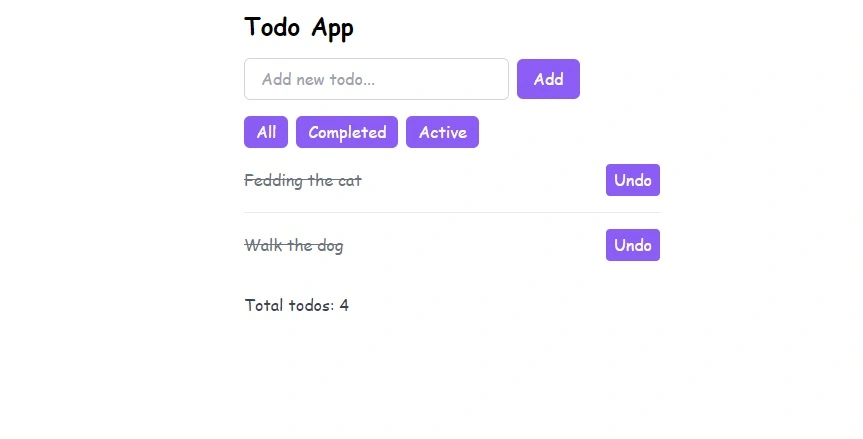 Todo App
Add new todo... Add
All Completed Active
Fedding the cat Undo
Walk the dog Undo
Total todos: 4